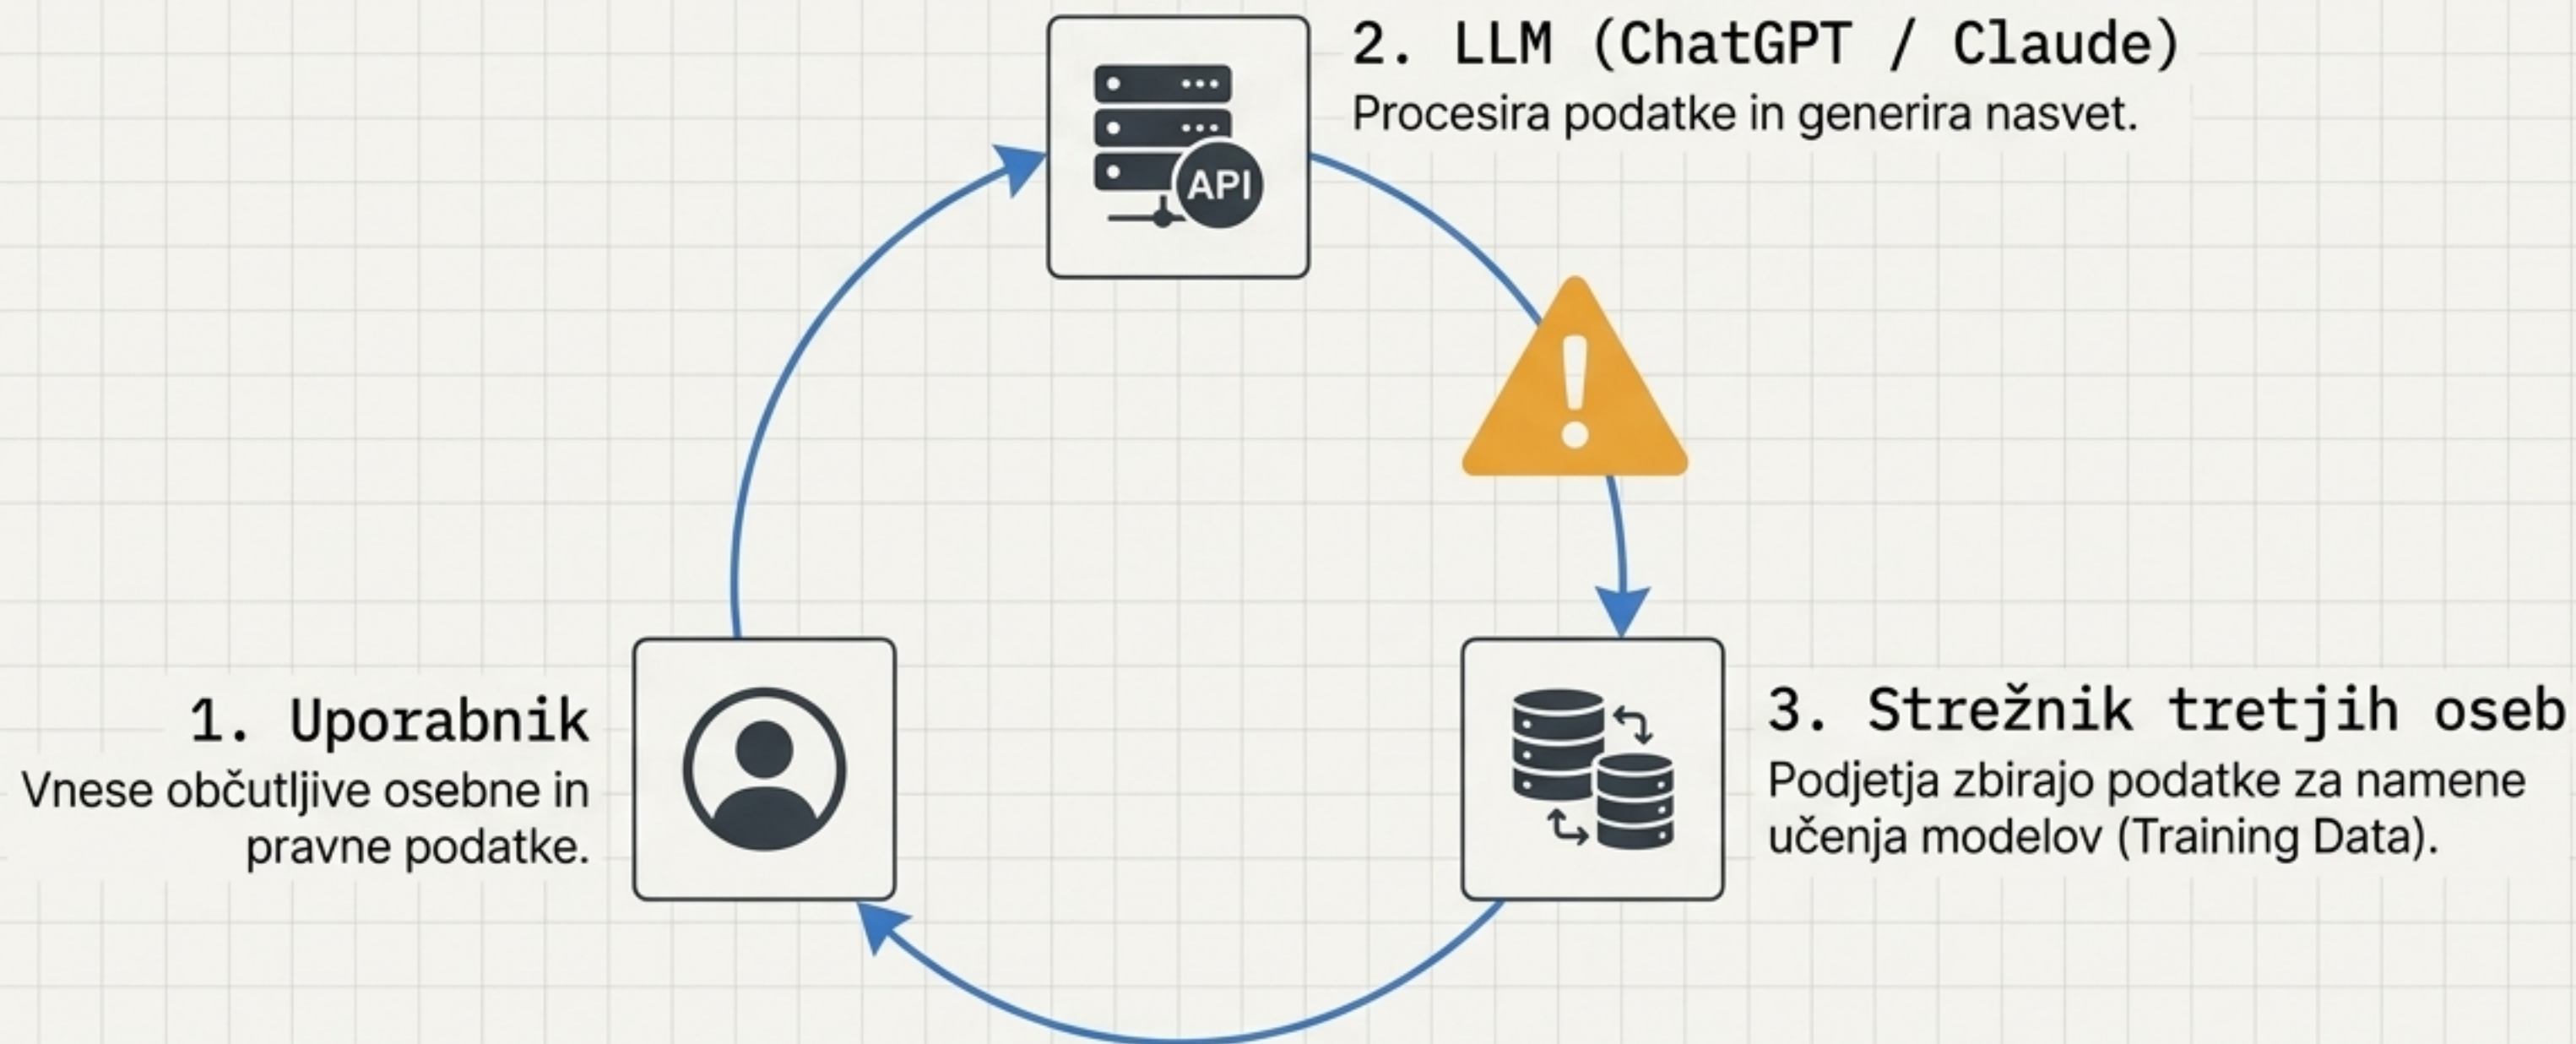 2. LLM (ChatGPT / Claude)
Procesira podatke in generira nasvet.
API
1. Uporabnik
Vnese občutljive osebne in
pravne podatke.
3. Strežnik tretjih oseb
Podjetja zbirajo podatke za namene
učenja modelov (Training Data).